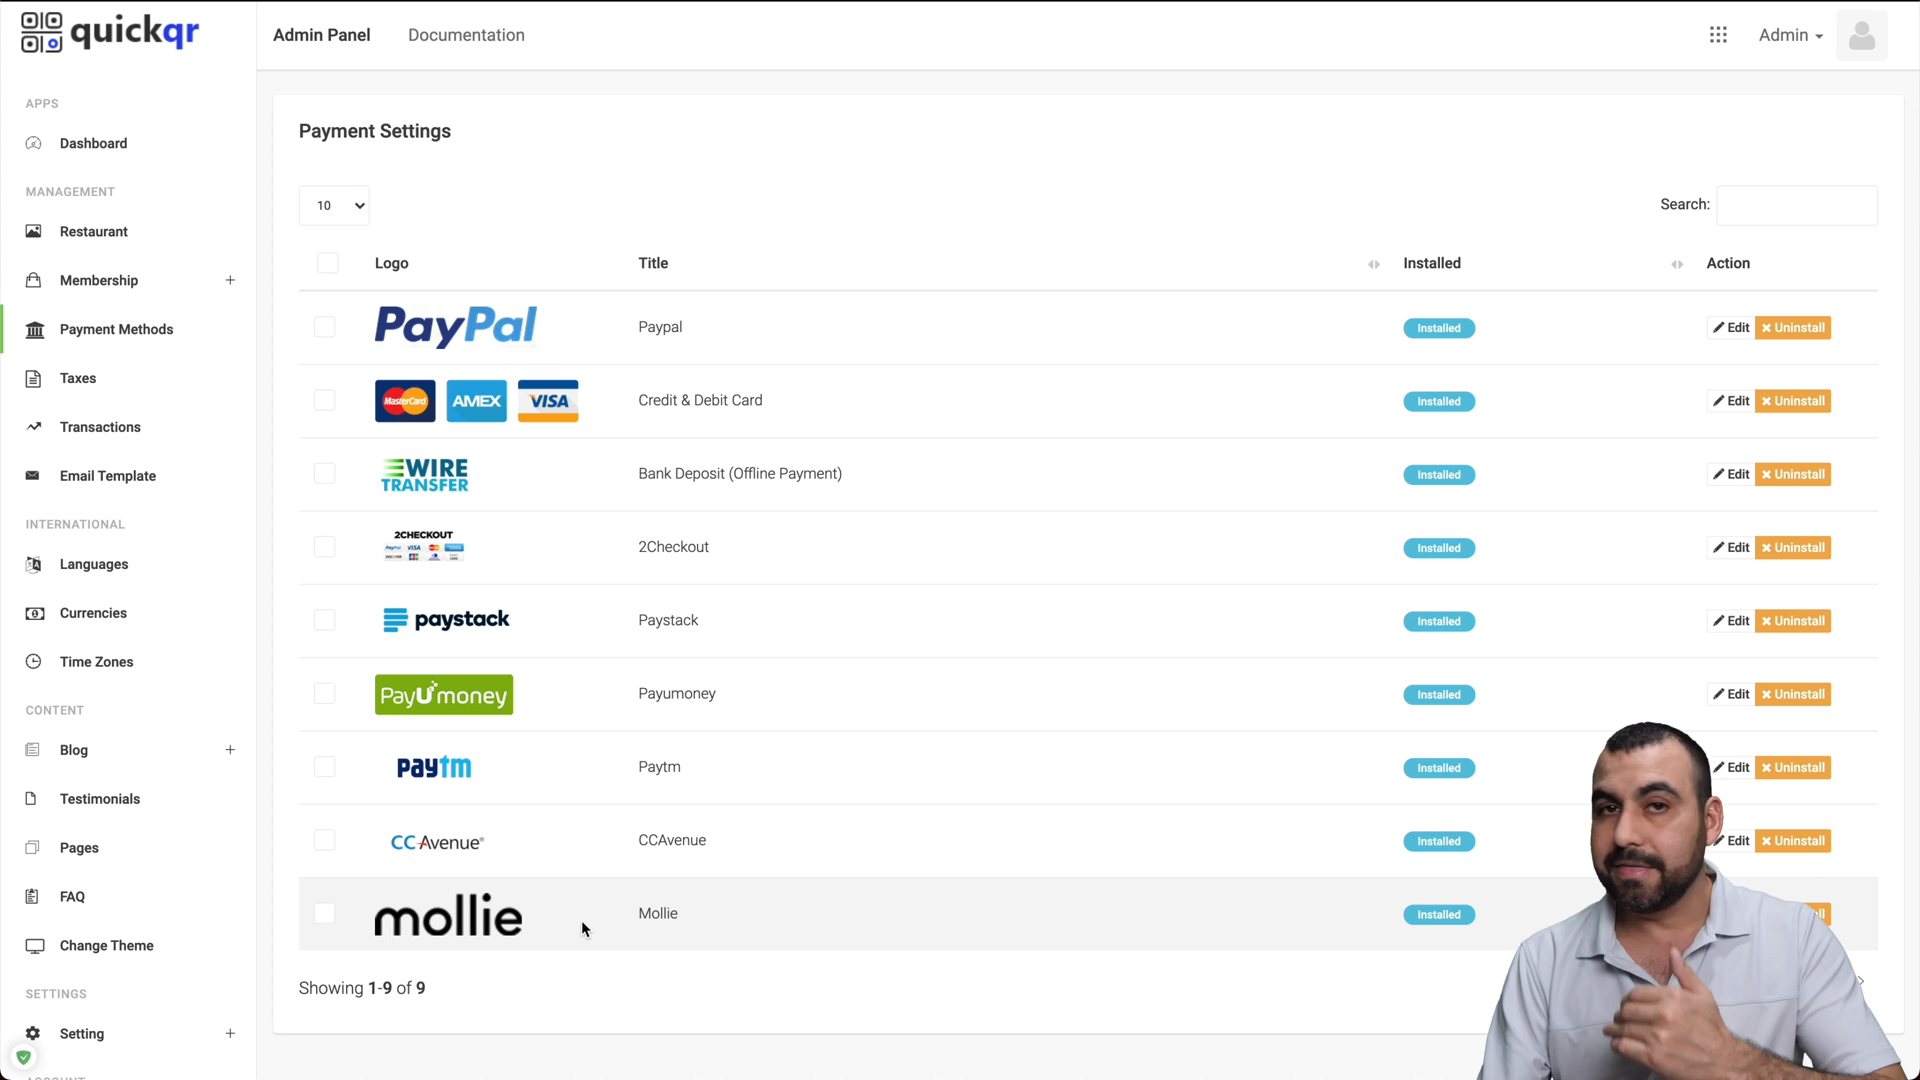 quickqr
Admin Panel
Documentation
Admin
APPS
Dashboard
MANAGEMENT
Restaurant
Membership
Payment Methods
Taxes
Transactions
Email Template
INTERNATIONAL
Languages
Currencies
Time Zones
CONTENT
Blog
Testimonials
Pages
FAQ
Change Theme
SETTINGS
Setting
Payment Settings
10
Search:
Logo Title Installed Action
PayPal Paypal Installed Edit Uninstall
MasterCard AMEX VISA Credit & Debit Card Installed Edit Uninstall
WIRE TRANSFER Bank Deposit (Offline Payment) Installed Edit Uninstall
2CHECKOUT 2Checkout Installed Edit Uninstall
paystack Paystack Installed Edit Uninstall
PayUmoney Payumoney Installed Edit Uninstall
paytm Paytm Installed Edit Uninstall
CCAvenue CCAvenue Installed Edit Uninstall
mollie Mollie Installed
Showing 1-9 of 9